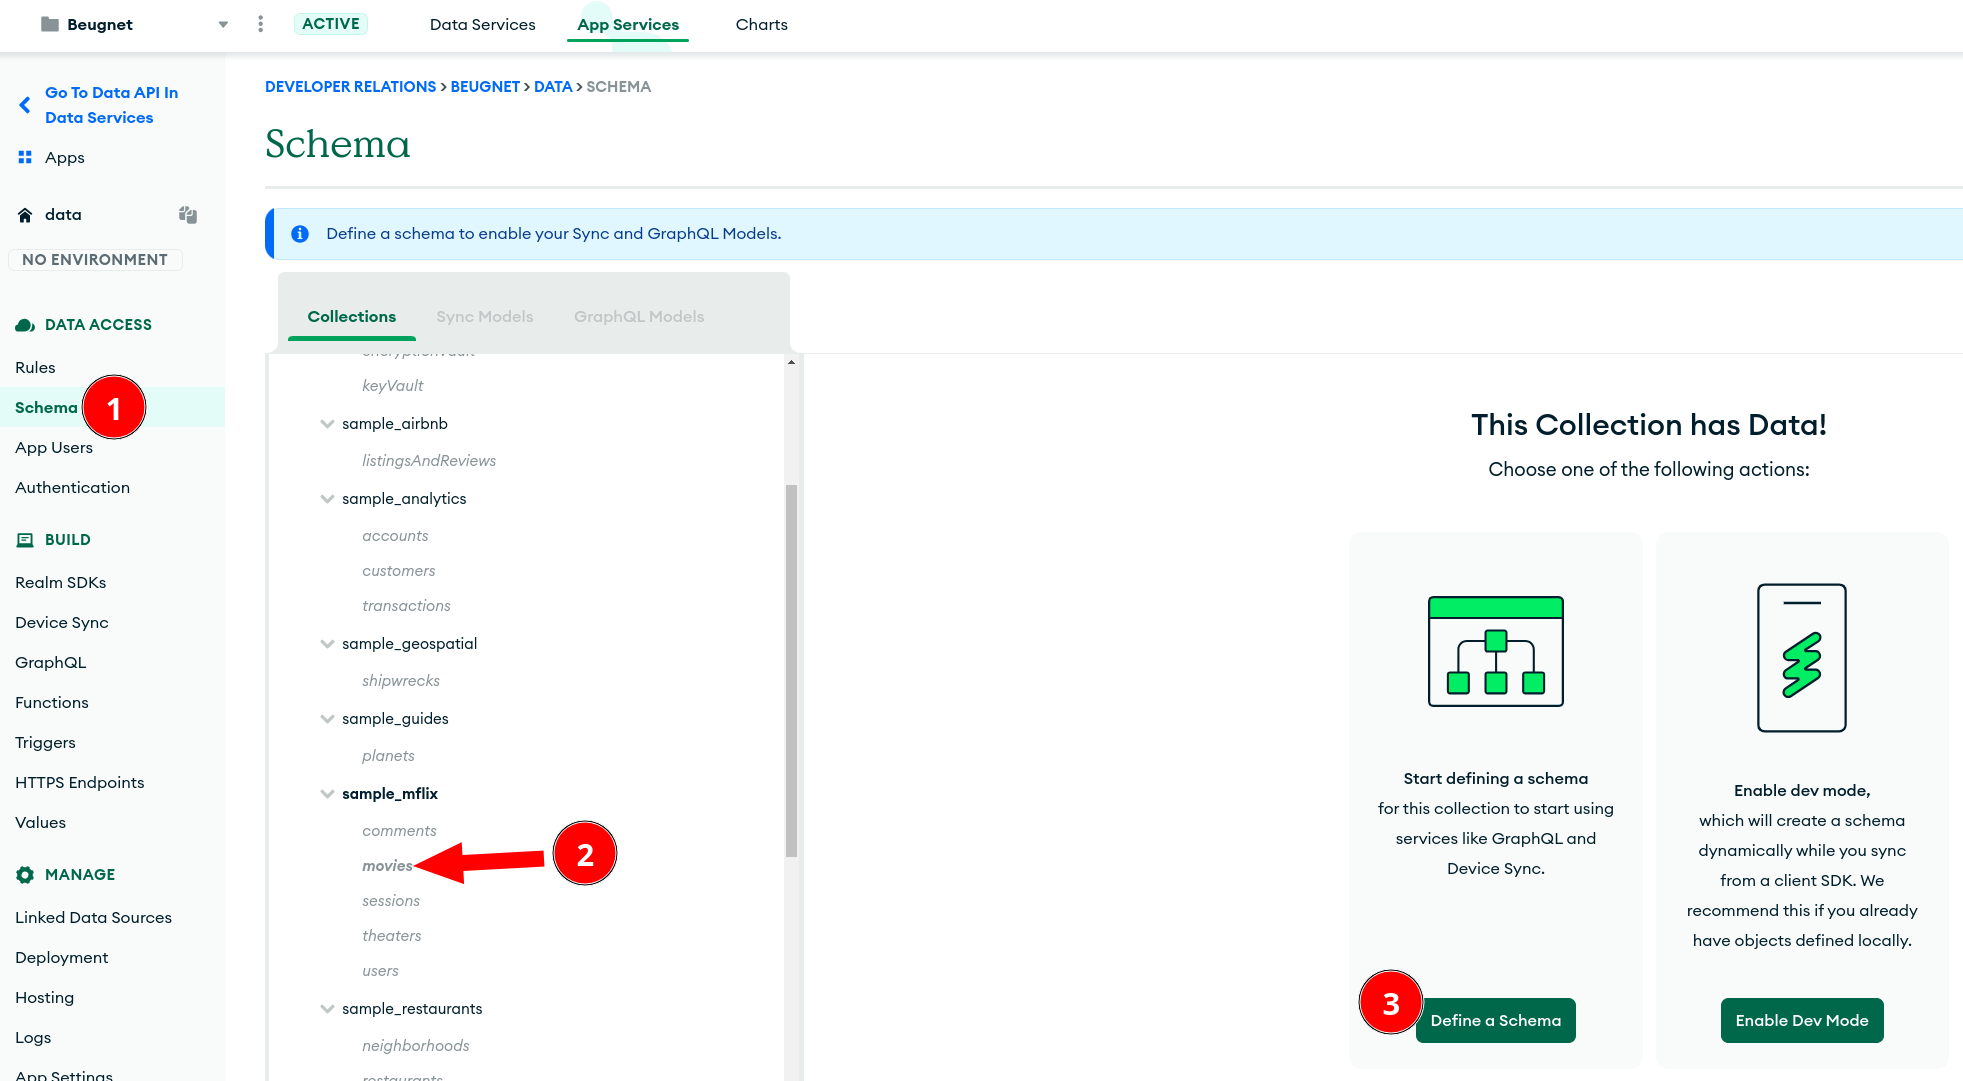 Beugnet
ACTIVE
Data Services
App Services
Charts
Go To Data API In
Data Services
Apps
data
NO ENVIRONMENT
DATA ACCESS
Rules
Schema
1
App Users
Authentication
BUILD
Realm SDKs
Device Sync
GraphQL
Functions
Triggers
HTTPS Endpoints
Values
MANAGE
Linked Data Sources
Deployment
Hosting
Logs
App Settings
DEVELOPER RELATIONS > BEUGNET > DATA > SCHEMA
Schema
Define a schema to enable your Sync and GraphQL Models.
Collections
Sync Models
GraphQL Models
encryptionVault
keyVault
sample_airbnb
listingsAndReviews
sample_analytics
accounts
customers
transactions
sample_geospatial
shipwrecks
sample_guides
planets
sample_mflix
comments
movies
2
sessions
theaters
users
sample_restaurants
neighborhoods
restaurants
This Collection has Data!
Choose one of the following actions:
Start defining a schema
for this collection to start using
services like GraphQL and
Device Sync.
3
Define a Schema
Enable dev mode,
which will create a schema
dynamically while you sync
from a client SDK. We
recommend this if you already
have objects defined locally.
Enable Dev Mode